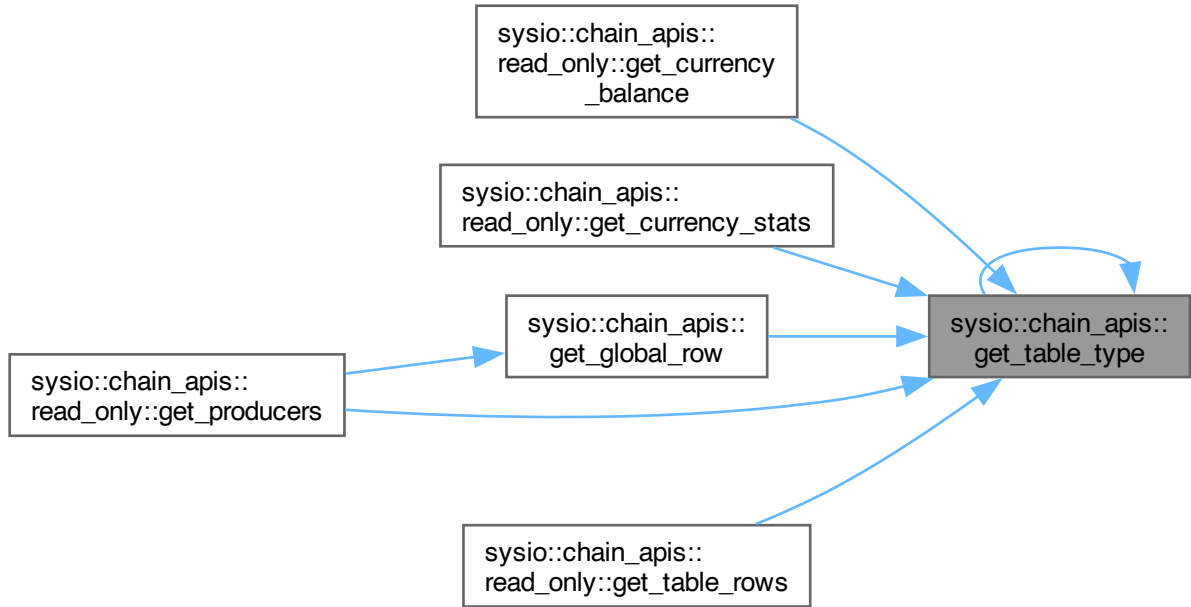 sysio::chain_apis::
read_only::get_currency
_balance
sysio::chain_apis::
read_only::get_currency_stats
sysio::chain_apis::
get_global_row
sysio::chain_apis::
get_table_type
sysio::chain_apis::
read_only::get_producers
sysio::chain_apis::
read_only::get_table_rows